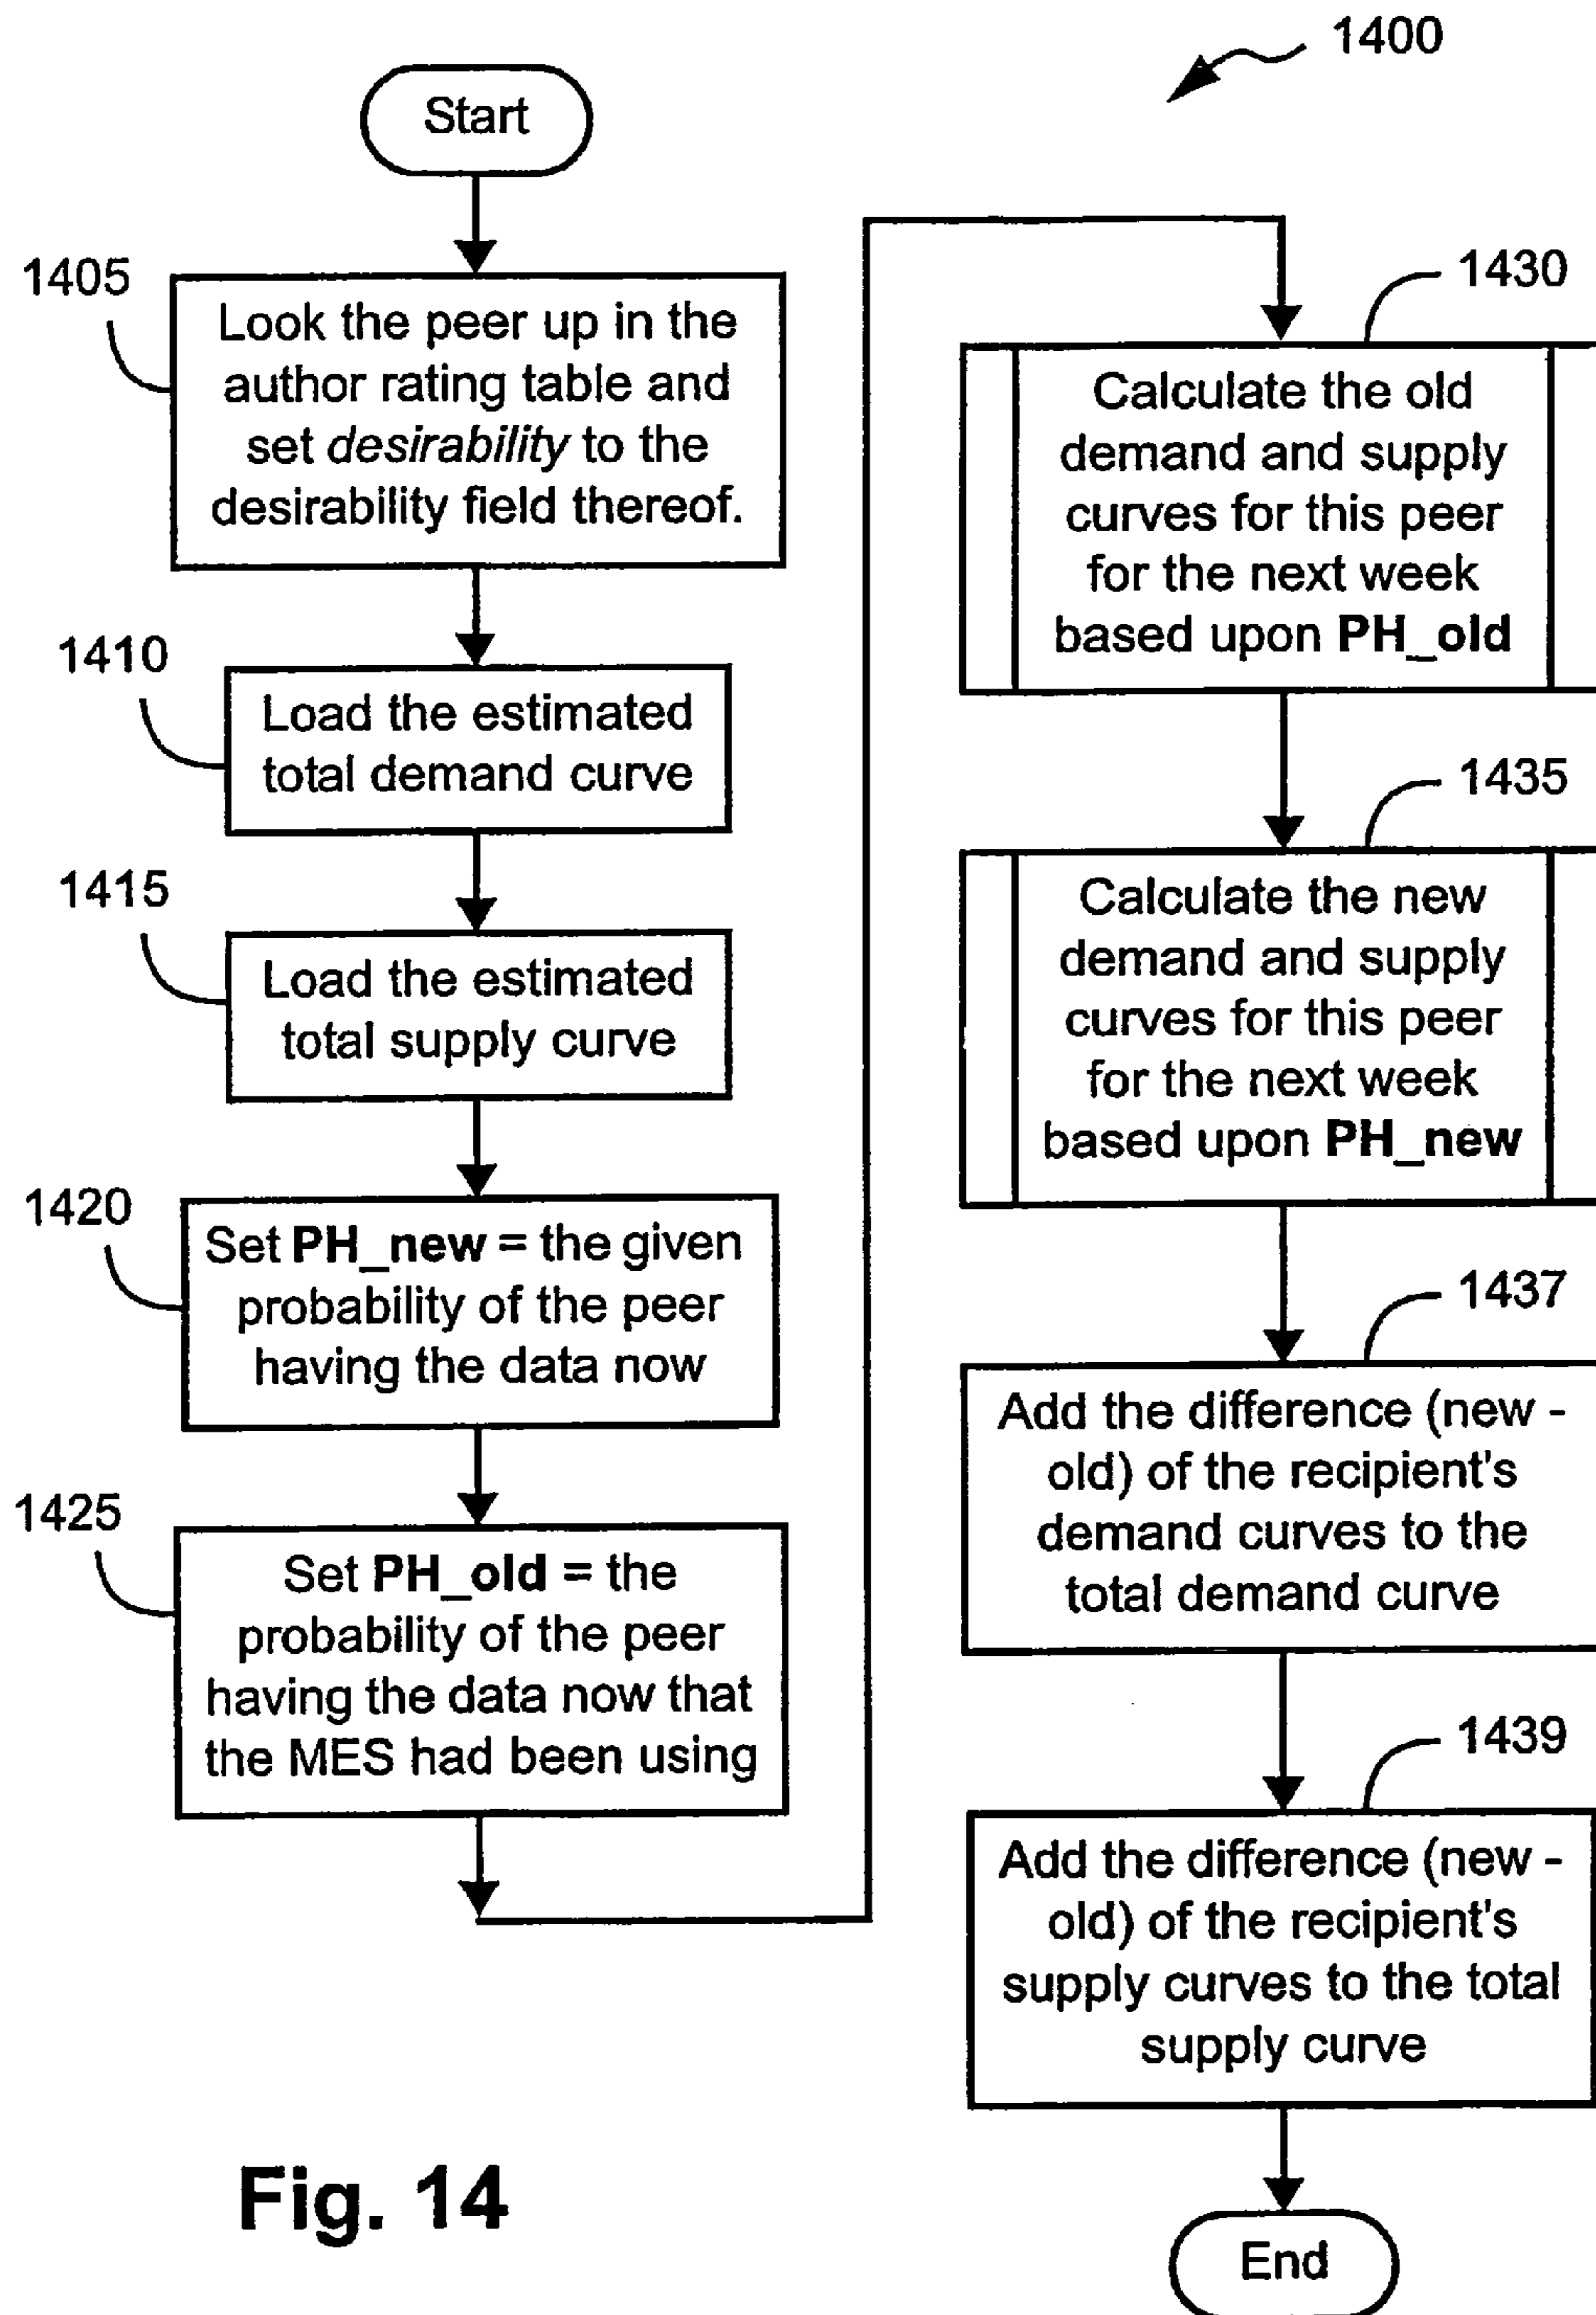 1400
Start
1405
Look the peer up in the
author rating table and
set desirability to the
desirability field thereof.
1410
Load the estimated
total demand curve
1415
Load the estimated
total supply curve
1420
Set PH_new = the given
probability of the peer
having the data now
1425
Set PH_old = the
probability of the peer
having the data now that
the MES had been using
1430
Calculate the old
demand and supply
curves for this peer
for the next week
based upon PH_old
1435
Calculate the new
demand and supply
curves for this peer
for the next week
based upon PH_new
1437
Add the difference (new -
old) of the recipient's
demand curves to the
total demand curve
1439
Add the difference (new -
old) of the recipient's
supply curves to the total
supply curve
End
Fig. 14